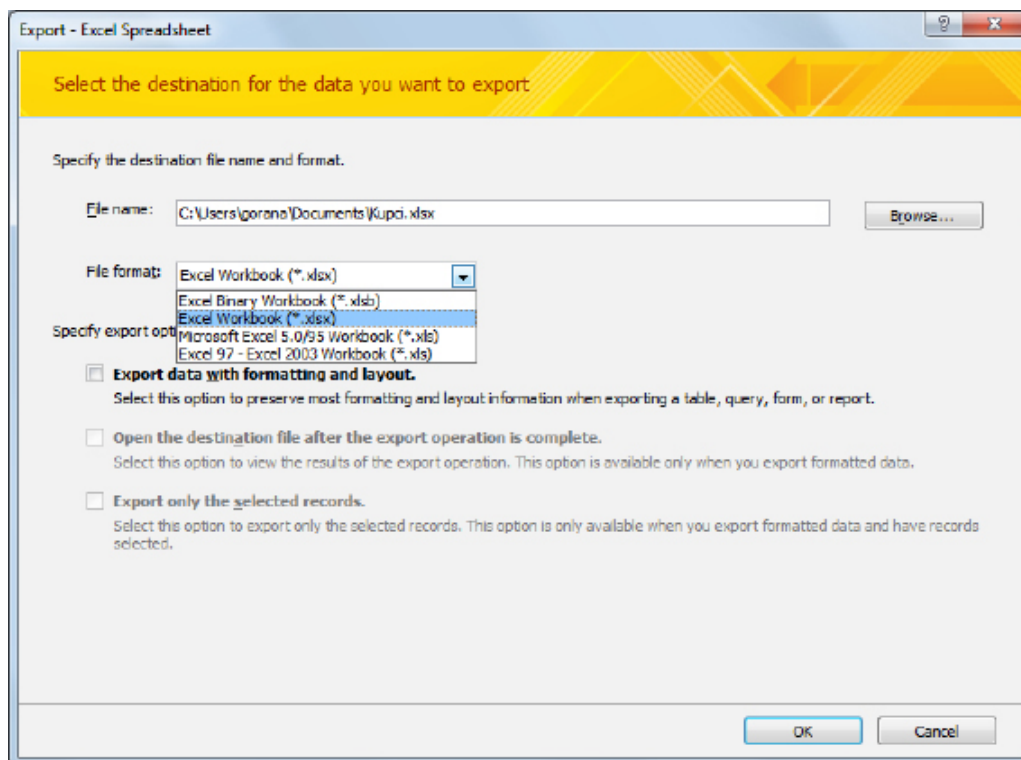 Export - Excel Spreadsheet
Select the destination for the data you want to export
Specify the destination file name and format.
File name: C:\Users\gorana\Documents\Kupci.xlsx Browse...
File format: Excel Workbook (*.xlsx)
Excel Binary Workbook (*.xlsb)
Excel Workbook (*.xlsx)
Specify export opti Microsoft Excel 5.0/95 Workbook (*.xls)
Excel 97 - Excel 2003 Workbook (*.xls)
Export data with formatting and layout.
Select this option to preserve most formatting and layout information when exporting a table, query, form, or report.
Open the destination file after the export operation is complete.
Select this option to view the results of the export operation. This option is available only when you export formatted data.
Export only the selected records.
Select this option to export only the selected records. This option is only available when you export formatted data and have records
selected.
OK Cancel